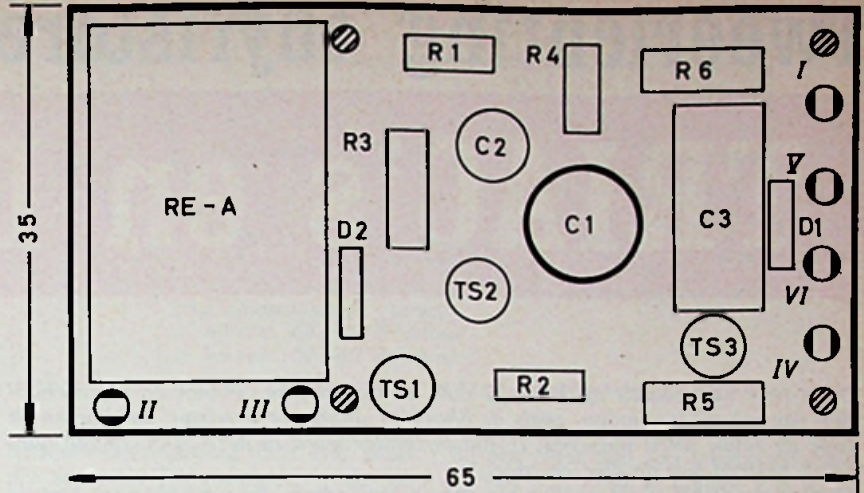 R1
R4
R6
I
C2
R3
V
RE-A
C1
C3
D1
D2
35
TS2
VI
TS3
IV
TS1
R2
R5
II
III
65